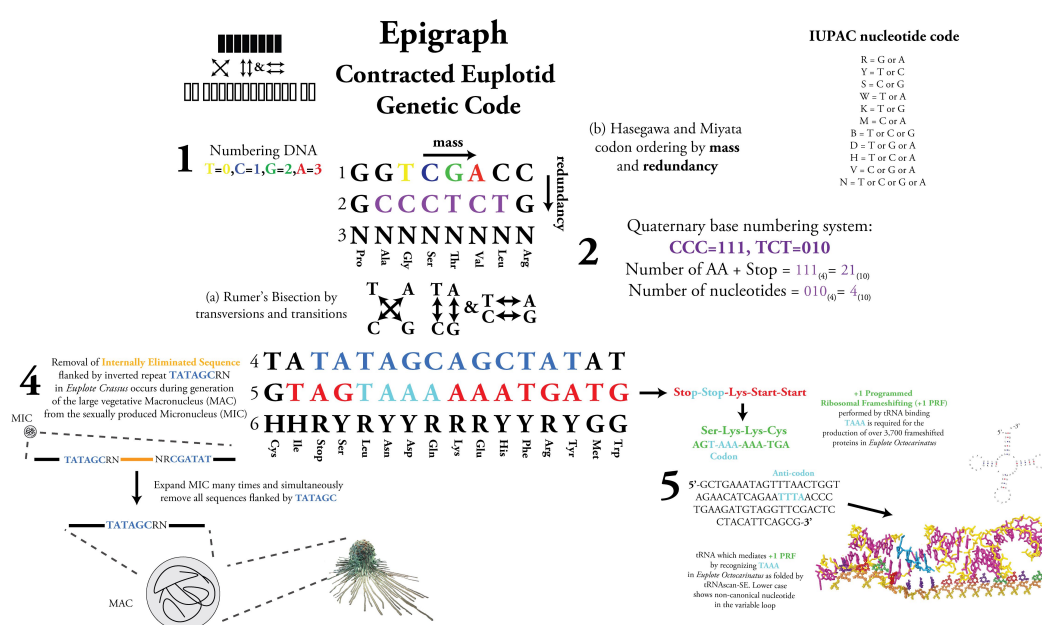 Epigraph
Contracted Euplotid
Genetic Code
&
IUPAC nucleotide code
R = G or A
Y = T or C
S = C or G
W = T or A
K = T or G
M = C or A
B = T or C or G
D = T or G or A
H = T or C or A
V = C or G or A
N = T or C or G or A
1
Numbering DNA
T=0,C=1,G=2,A=3
mass
redundancy
1 G G T C G A C C
2 G C C C T C T G
3 N N N N N N N N
Pro Ala Gly Ser Thr Val Leu Arg
(b) Hasegawa and Miyata
codon ordering by mass
and redundancy
2
Quaternary base numbering system:
CCC=111, TCT=010
Number of AA + Stop = 111(4)= 21(10)
Number of nucleotides = 010(4)= 4(10)
(a) Rumer's Bisection by
transversions and transitions
T A T A T A
&
C G C G C G
4 T A T A T A G C A G C T A T A T
5 G T A G T A A A A A A T G A T G
6 H H R Y R Y Y R R R Y Y R Y G G
Cys Ile Stop Ser Leu Asn Asp Gln Lys Glu His Phe Arg Tyr Met Trp
4
Removal of Internally Eliminated Sequence
flanked by inverted repeat TATAGCRN
in Euplote Crassus occurs during generation
of the large vegetative Macronucleus (MAC)
from the sexually produced Micronucleus (MIC)
MIC
TATAGCRN NRCGATAT
Expand MIC many times and simultaneously
remove all sequences flanked by TATAGC
TATAGCRN
MAC
Stop-Stop-Lys-Start-Start
Ser-Lys-Lys-Cys
AGT-AAA-AAA-TGA
Codon
+1 Programmed
Ribosomal Frameshifting (+1 PRF)
performed by tRNA binding
TAAA is required for the
production of over 3,700 frameshifted
proteins in Euplote Octocarinatus
5
Anti-codon
5'-GCTGAAATAGTTTAACTGGT
AGAACATCAGAATTTAACCC
TGAAGATGTAGGTTCGACTC
CTACATTCAGCG-3'
tRNA which mediates +1 PRF
by recognizing TAAA
in Euplote Octocarinatus as folded by
tRNAscan-SE. Lower case
shows non-canonical nucleotide
in the variable loop